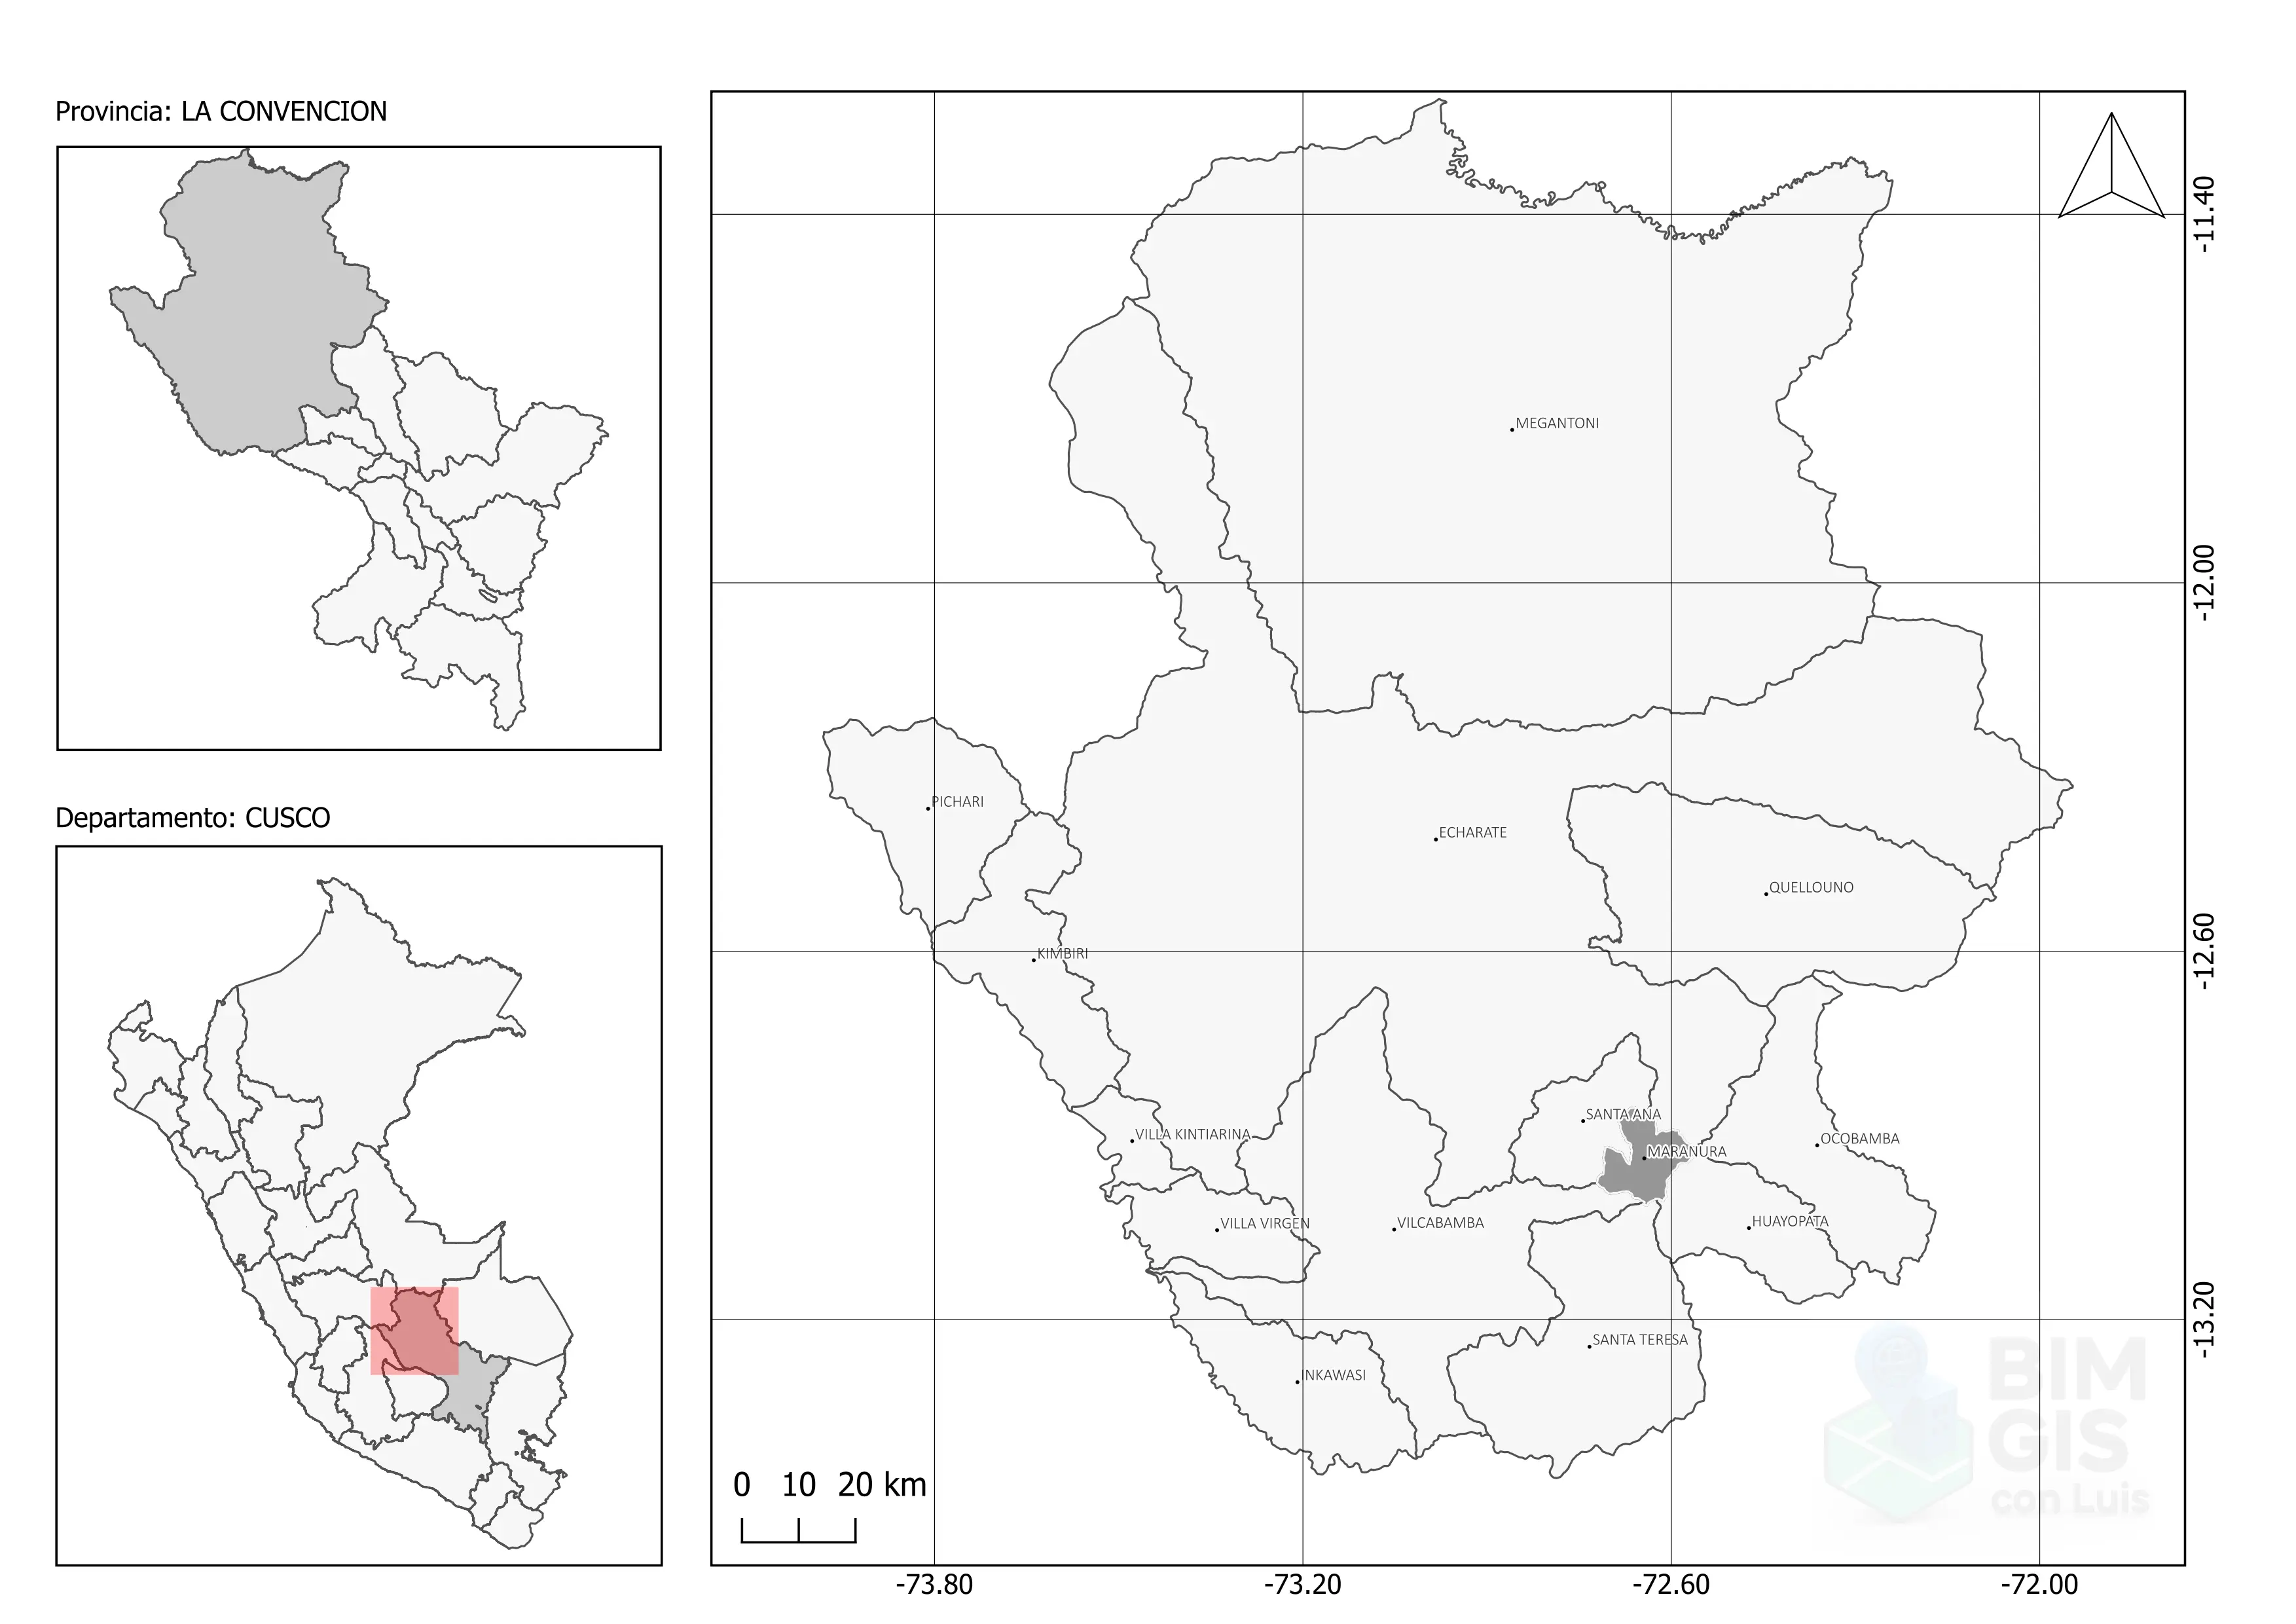 Provincia: LA CONVENCION
Departamento: CUSCO
MEGANTONI
PICHARI
ECHARATE
QUELLOUNO
KIMBIRI
SANTA ANA
VILLA KINTIARINA
OCOBAMBA
MARANURA
VILLA VIRGEN
VILCABAMBA
HUAYOPATA
SANTA TERESA
INKAWASI
0 10 20 km
-11.40
-12.00
-12.60
-13.20
-73.80 -73.20 -72.60 -72.00
BIM
GIS
con Luis